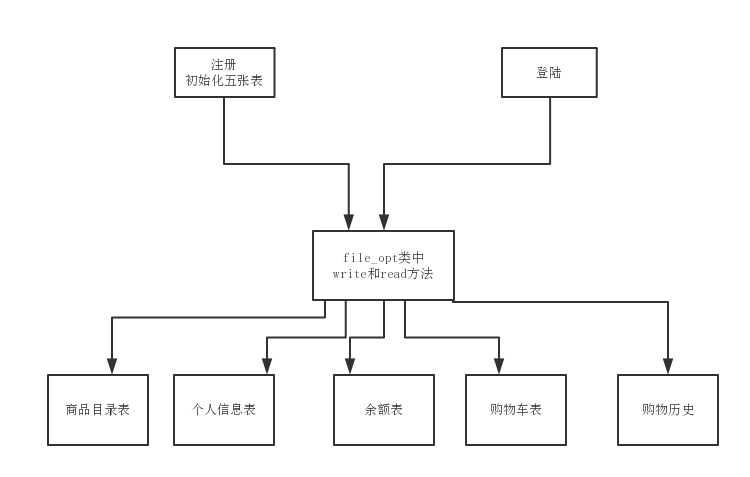 注册
初始化五张表
登陆
file_opt类中
write和read方法
商品目录表
个人信息表
余额表
购物车表
购物历史